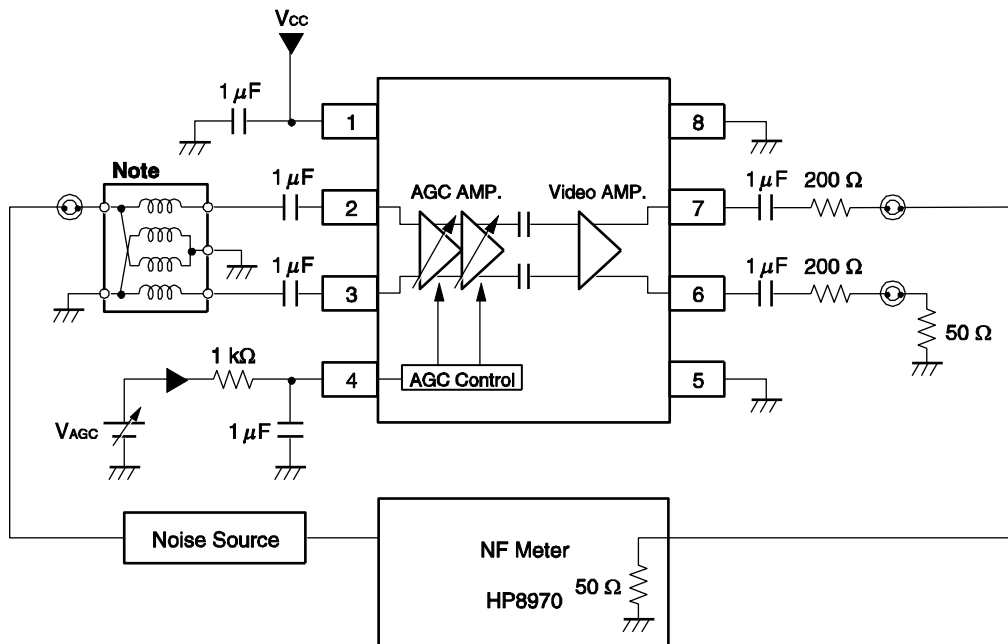 VCC
1 μF
1
8
Note
1 μF
2
AGC AMP.
Video AMP.
7
1 μF
200 Ω
1 μF
3
6
1 μF
200 Ω
50 Ω
1 kΩ
4
AGC Control
5
VAGC
1 μF
Noise Source
NF Meter
50 Ω
HP8970